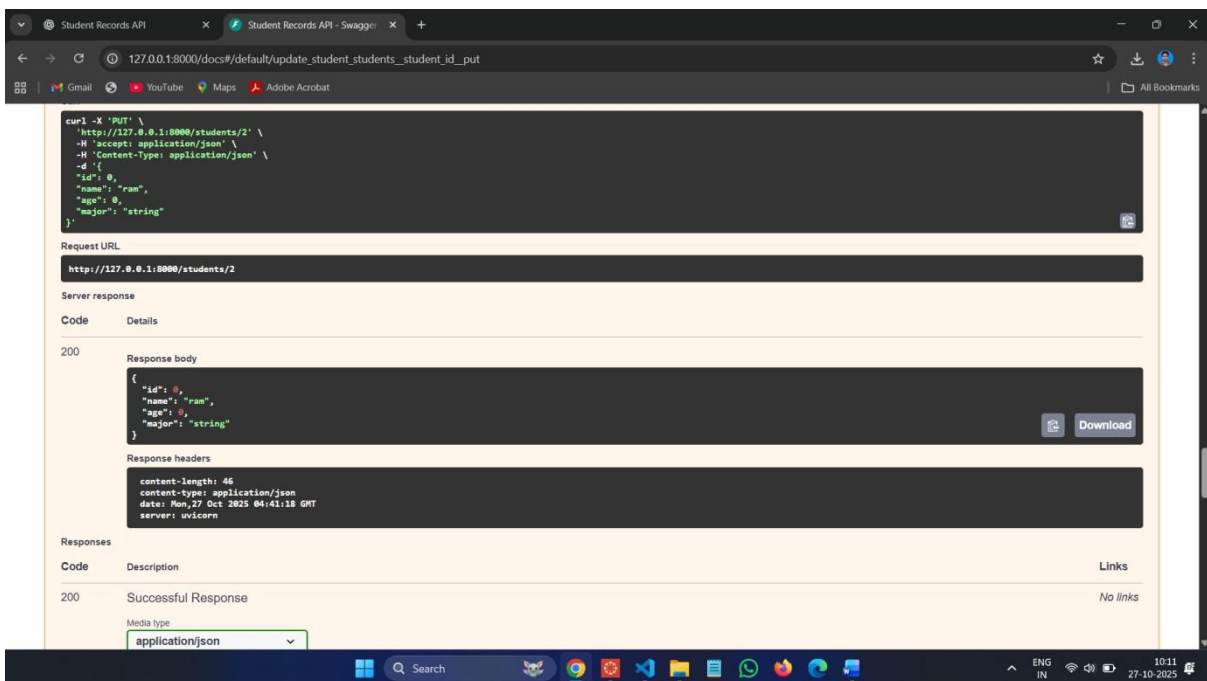 Student Records API
Student Records API - Swagger
127.0.0.1:8000/docs#/default/update_student_students__student_id__put
Gmail
YouTube
Maps
Adobe Acrobat
All Bookmarks
curl -X 'PUT' \
'http://127.0.0.1:8000/students/2' \
-H 'accept: application/json' \
-H 'Content-Type: application/json' \
-d '{
"id": 0,
"name": "ram",
"age": 0,
"major": "string"
}'
Request URL
http://127.0.0.1:8000/students/2
Server response
Code Details
200
Response body
{
"id": 0,
"name": "ram",
"age": 0,
"major": "string"
}
Download
Response headers
content-length: 46
content-type: application/json
date: Mon,27 Oct 2025 04:41:18 GMT
server: uvicorn
Responses
Code Description Links
200 Successful Response No links
Media type
application/json
Search
ENG
IN
10:11
27-10-2025